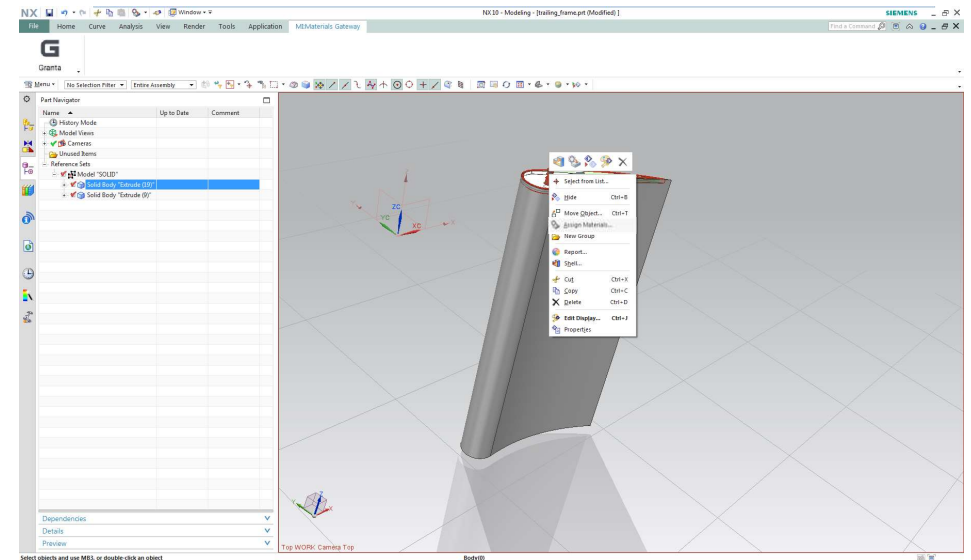 NX Window NX 10 - Modeling - [trailing_frame.prt (Modified) ] SIEMENS
File Home Curve Analysis View Render Tools Application MI:Materials Gateway Find a Command
G
Granta
Menu No Selection Filter Entire Assembly
Part Navigator
Name Up to Date Comment
History Mode
Model Views
Cameras
Unused Items
Reference Sets
Model "SOLID"
Solid Body "Extrude (19)"
Solid Body "Extrude (9)"
Select from List...
Hide Ctrl+B
Move Object... Ctrl+T
Assign Materials...
New Group
Report...
Shell...
Cut Ctrl+X
Copy Ctrl+C
Delete Ctrl+D
Edit Display... Ctrl+J
Properties
ZC
YC
XC
Y
X
Dependencies
Details
Preview
Top WORK Camera Top
Select objects and use MB3, or double-click an object Body(0)